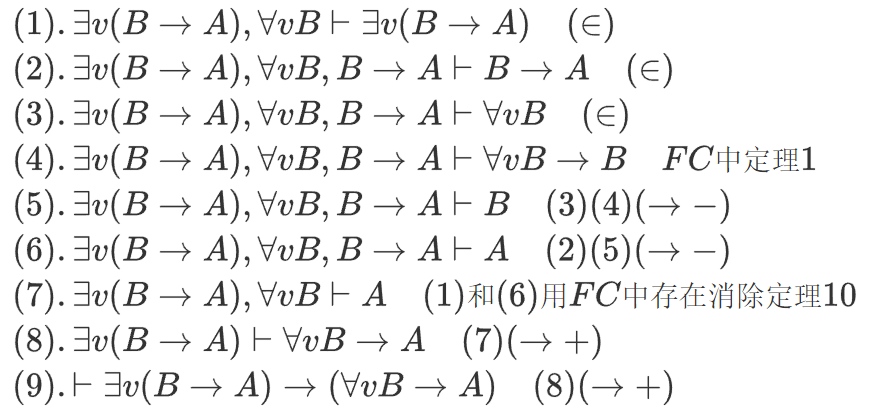 (1).∃v(B → A),∀vB ⊢ ∃v(B → A) (∈)
(2).∃v(B → A),∀vB,B → A ⊢ B → A (∈)
(3).∃v(B → A),∀vB,B → A ⊢ ∀vB (∈)
(4).∃v(B → A),∀vB,B → A ⊢ ∀vB → B FC中定理1
(5).∃v(B → A),∀vB,B → A ⊢ B (3)(4)(→ −)
(6).∃v(B → A),∀vB,B → A ⊢ A (2)(5)(→ −)
(7).∃v(B → A),∀vB ⊢ A (1)和(6)用FC中存在消除定理10
(8).∃v(B → A) ⊢ ∀vB → A (7)(→ +)
(9).⊢ ∃v(B → A) → (∀vB → A) (8)(→ +)